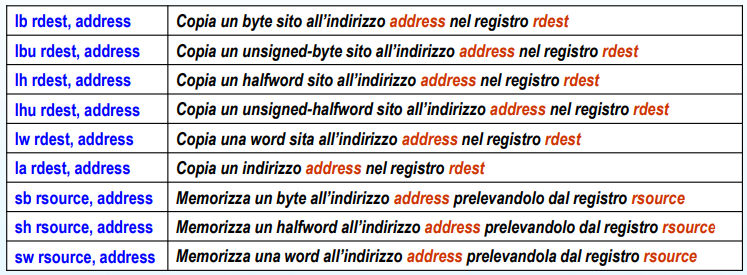 lb rdest, address Copia un byte sito all'indirizzo address nel registro rdest
lbu rdest, address Copia un unsigned-byte sito all'indirizzo address nel registro rdest
lh rdest, address Copia un halfword sito all'indirizzo address nel registro rdest
lhu rdest, address Copia un unsigned-halfword sito all'indirizzo address nel registro rdest
lw rdest, address Copia una word sita all'indirizzo address nel registro rdest
la rdest, address Copia un indirizzo address nel registro rdest
sb rsource, address Memorizza un byte all'indirizzo address prelevandolo dal registro rsource
sh rsource, address Memorizza un halfword all'indirizzo address prelevandolo dal registro rsource
sw rsource, address Memorizza una word all'indirizzo address prelevandola dal registro rsource